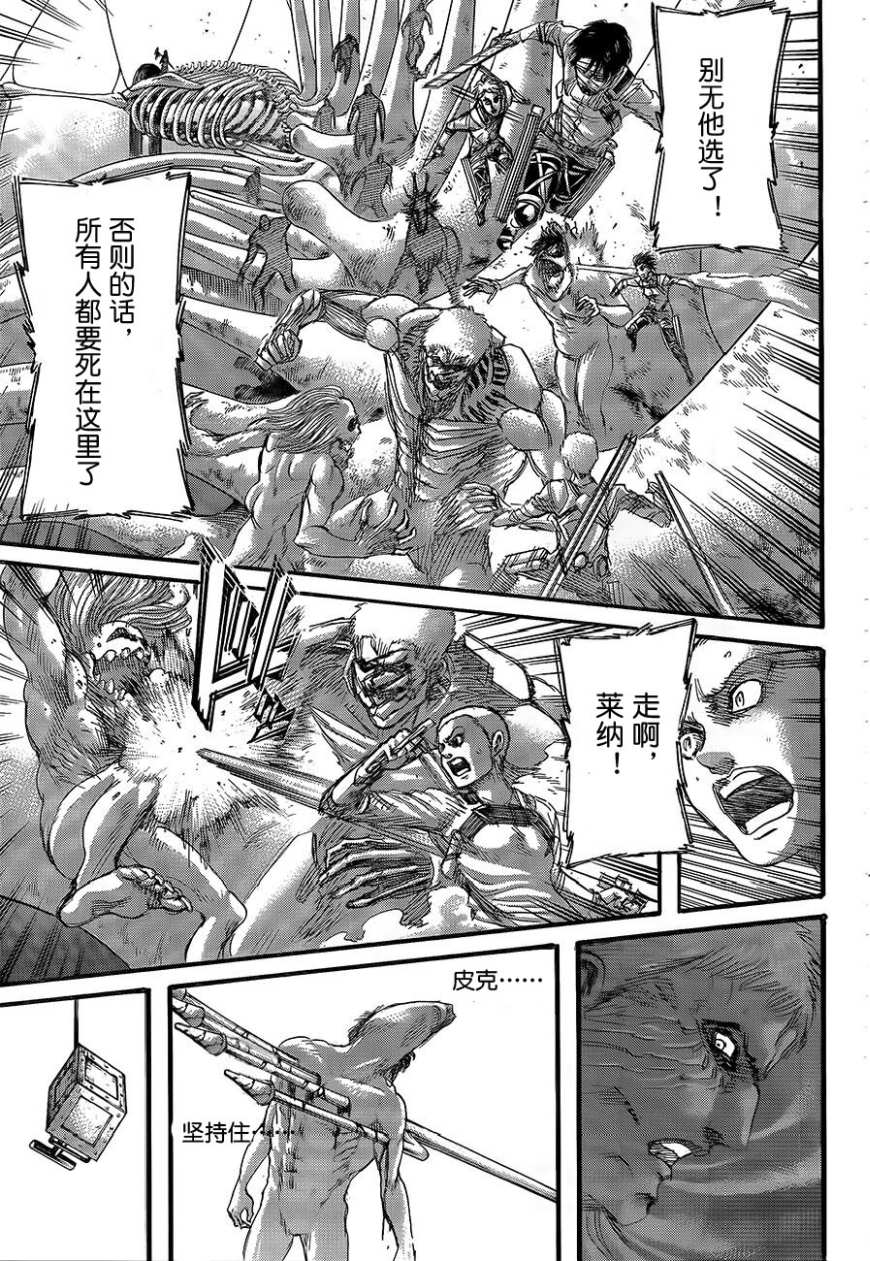 别无他选了！
否则的话，
所有人都要死在这里了
走啊，
莱纳！
皮克……
坚持住……